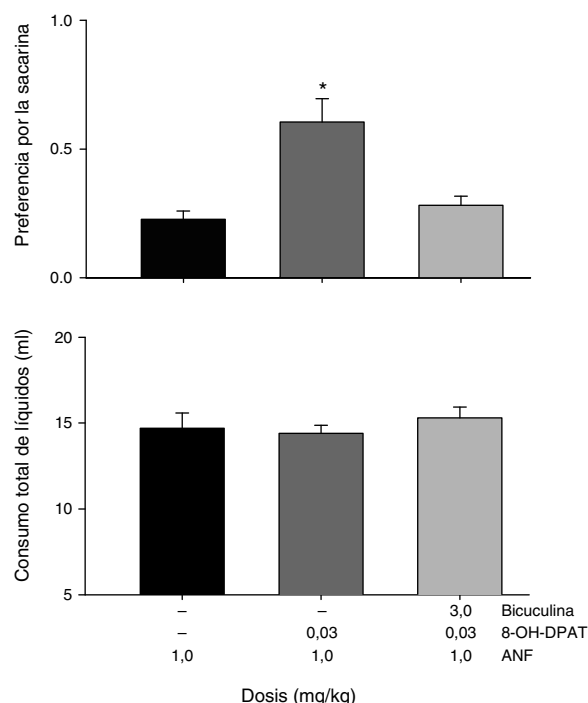 1.0
Preferencia por la sacarina
*
0.5
0.0
20
Consumo total de líquidos (ml)
15
10
5
– – 3,0 Bicuculina
– 0,03 0,03 8-OH-DPAT
1,0 1,0 1,0 ANF
Dosis (mg/kg)